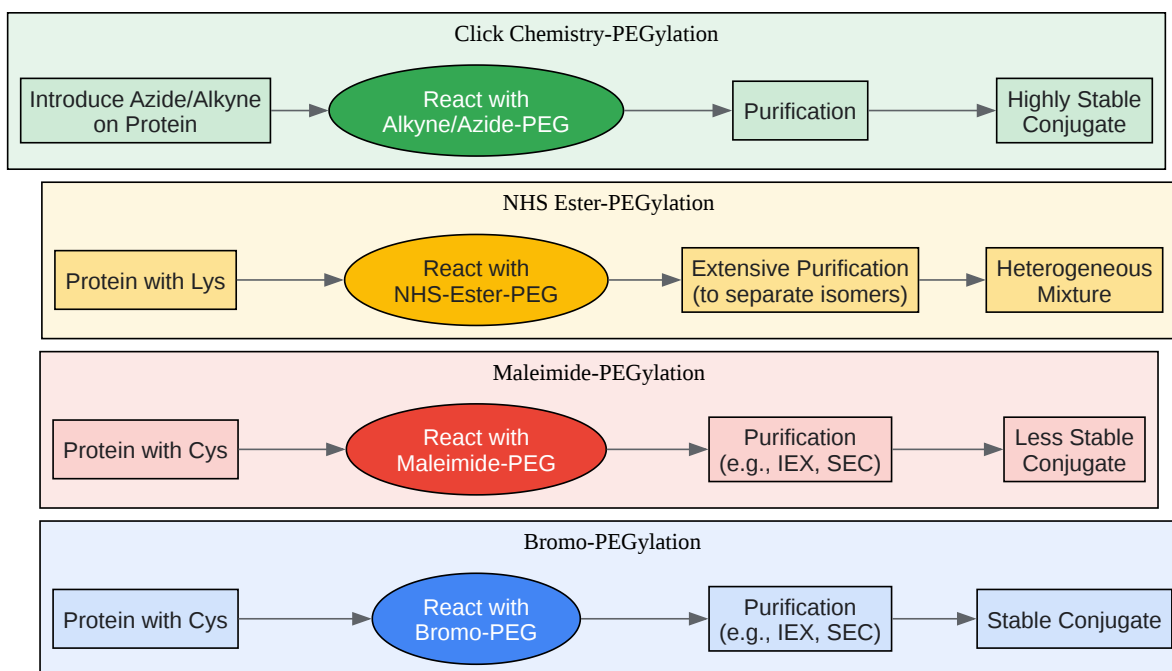 Click Chemistry-PEGylation
Introduce Azide/Alkyne
on Protein
React with
Alkyne/Azide-PEG
Purification
Highly Stable
Conjugate
NHS Ester-PEGylation
Protein with Lys
React with
NHS-Ester-PEG
Extensive Purification
(to separate isomers)
Heterogeneous
Mixture
Maleimide-PEGylation
Protein with Cys
React with
Maleimide-PEG
Purification
(e.g., IEX, SEC)
Less Stable
Conjugate
Bromo-PEGylation
Protein with Cys
React with
Bromo-PEG
Purification
(e.g., IEX, SEC)
Stable Conjugate